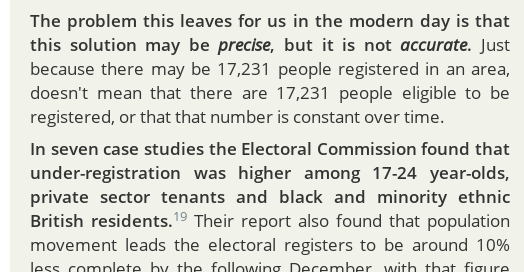 The problem this leaves for us in the modern day is that
this solution may be precise, but it is not accurate. Just
because there may be 17,231 people registered in an area,
doesn't mean that there are 17,231 people eligible to be
registered, or that that number is constant over time.
In seven case studies the Electoral Commission found that
under-registration was higher among 17-24 year-olds,
private sector tenants and black and minority ethnic
British residents.19 Their report also found that population
movement leads the electoral registers to be around 10%
less complete by the following December, with that figure